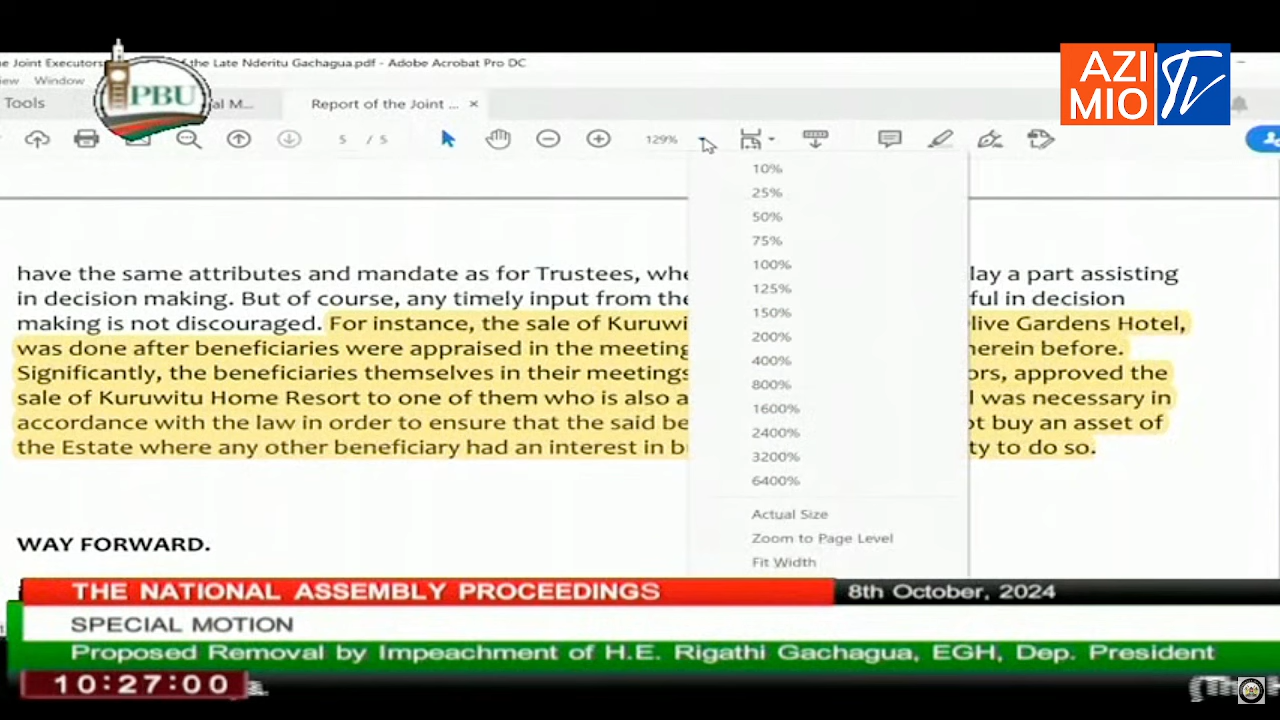 AZI
MIO TV
e Joint Executors f the Late Nderitu Gachagua.pdf - Adobe Acrobat Pro DC
iew Window
PBU
Tools al M... Report of the Joint ... ×
5 / 5 129%
10%
25%
50%
75%
100%
125%
150%
200%
400%
800%
1600%
2400%
3200%
6400%
Actual Size
Zoom to Page Level
Fit Width
have the same attributes and mandate as for Trustees, whe lay a part assisting
in decision making. But of course, any timely input from the ful in decision
making is not discouraged. For instance, the sale of Kuruwi live Gardens Hotel,
was done after beneficiaries were appraised in the meeting herein before.
Significantly, the beneficiaries themselves in their meetings ors, approved the
sale of Kuruwitu Home Resort to one of them who is also a l was necessary in
accordance with the law in order to ensure that the said be ot buy an asset of
the Estate where any other beneficiary had an interest in b ty to do so.
WAY FORWARD.
THE NATIONAL ASSEMBLY PROCEEDINGS 8th October, 2024
SPECIAL MOTION
Proposed Removal by Impeachment of H.E. Rigathi Gachagua, EGH, Dep. President
10:27:00